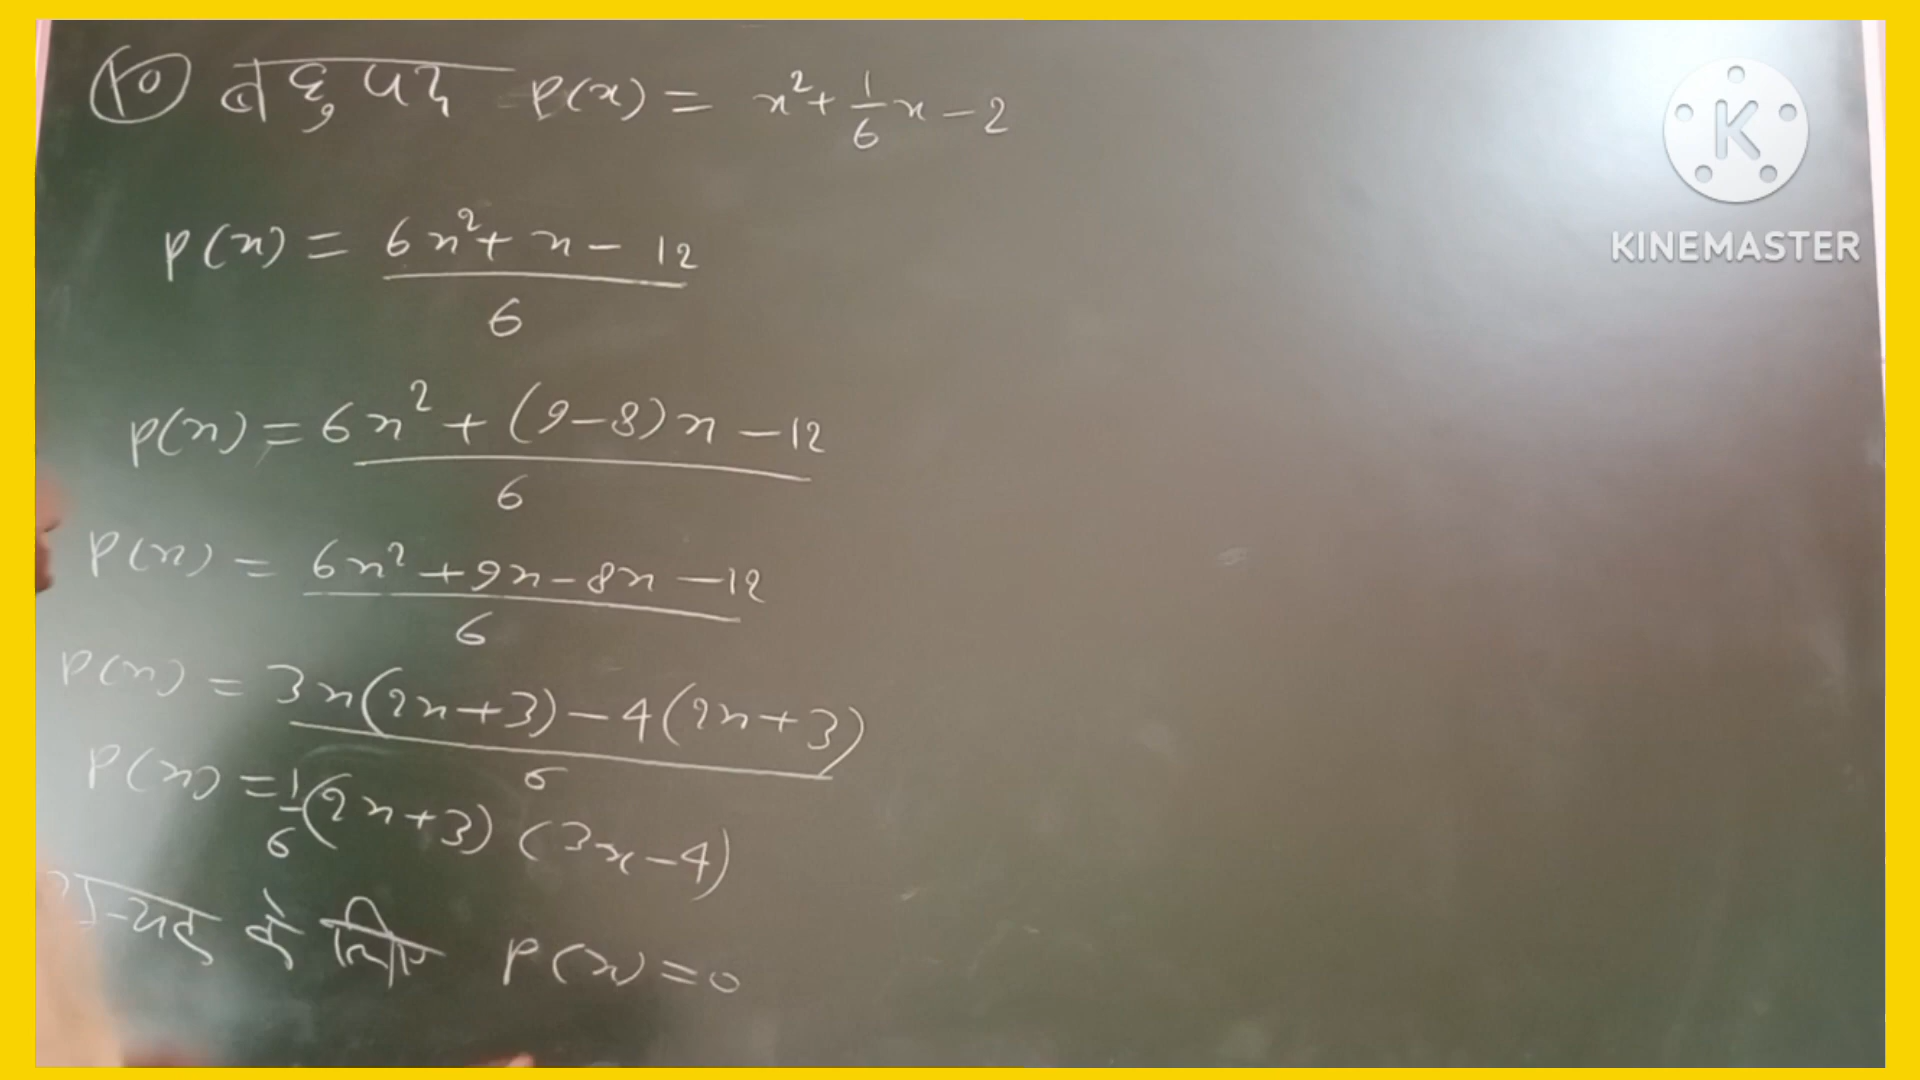 10 बहुपद P(x) = x² + 1/6 x - 2
P(x) = 6x² + x - 12 / 6
P(x) = 6x² + (9-8)x - 12 / 6
P(x) = 6x² + 9x - 8x - 12 / 6
P(x) = 3x(2x+3) - 4(2x+3) / 6
P(x) = 1/6 (2x+3) (3x-4)
के लिए P(x) = 0
K
KINEMASTER